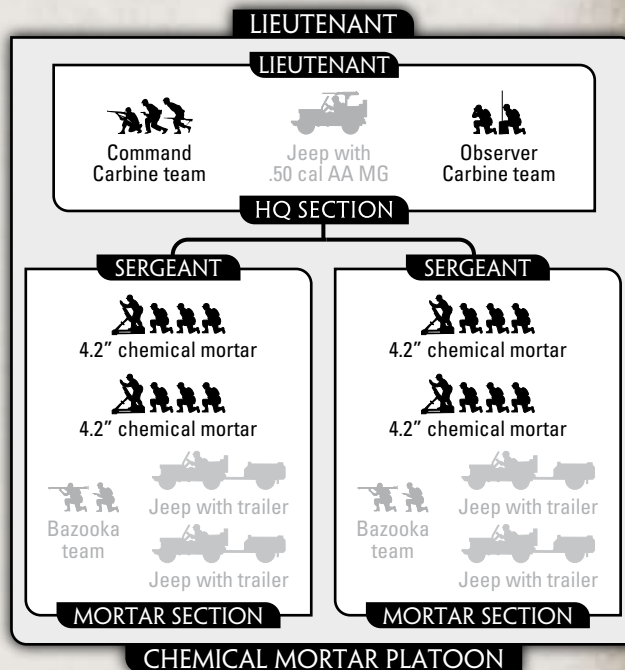 LIEUTENANT
LIEUTENANT
Command
Carbine team
Jeep with
.50 cal AA MG
Observer
Carbine team
HQ SECTION
SERGEANT
4.2” chemical mortar
4.2” chemical mortar
Bazooka
team
Jeep with trailer
Jeep with trailer
MORTAR SECTION
SERGEANT
4.2” chemical mortar
4.2” chemical mortar
Bazooka
team
Jeep with trailer
Jeep with trailer
MORTAR SECTION
CHEMICAL MORTAR PLATOON